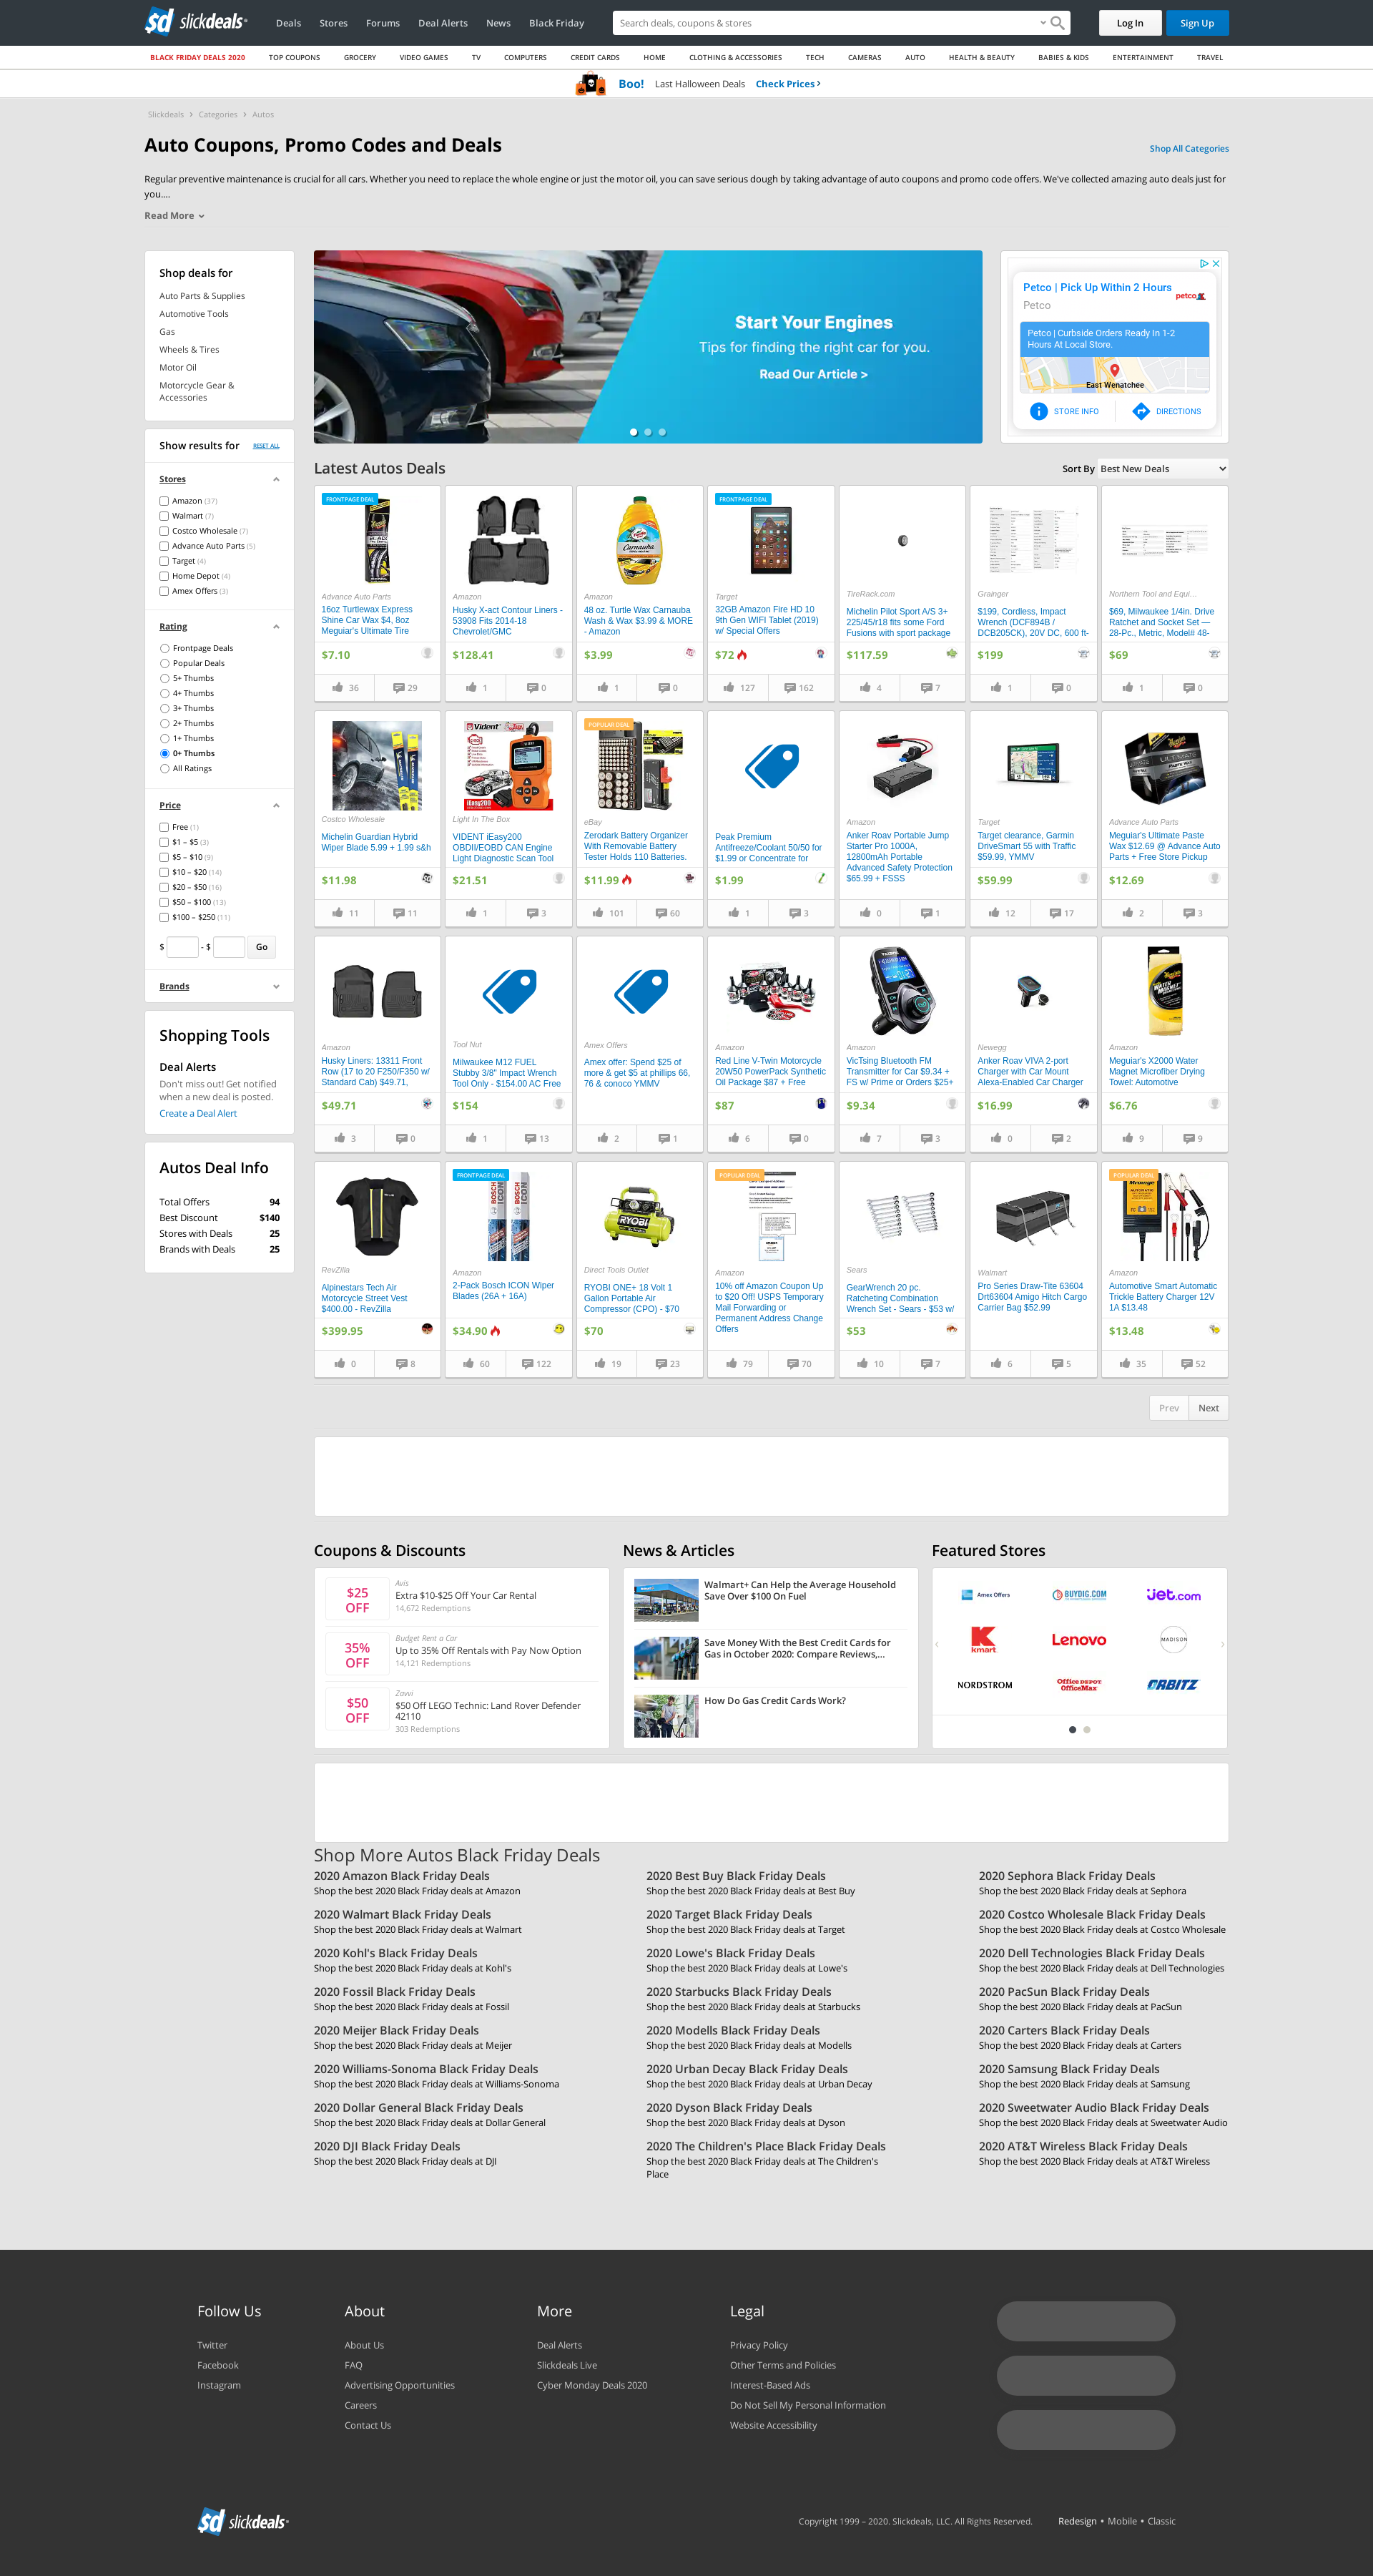 slickdeals
Deals
Stores
Forums
Deal Alerts
News
Black Friday
Search deals, coupons & stores
Log In
Sign Up
BLACK FRIDAY DEALS 2020
TOP COUPONS
GROCERY
VIDEO GAMES
TV
COMPUTERS
CREDIT CARDS
HOME
CLOTHING & ACCESSORIES
TECH
CAMERAS
AUTO
HEALTH & BEAUTY
BABIES & KIDS
ENTERTAINMENT
TRAVEL
Boo! Last Halloween Deals Check Prices ›
Slickdeals › Categories › Autos
Auto Coupons, Promo Codes and Deals
Shop All Categories
Regular preventive maintenance is crucial for all cars. Whether you need to replace the whole engine or just the motor oil, you can save serious dough by taking advantage of auto coupons and promo code offers. We've collected amazing auto deals just for
you....
Read More
Shop deals for
Auto Parts & Supplies
Automotive Tools
Gas
Wheels & Tires
Motor Oil
Motorcycle Gear &
Accessories
Show results for
RESET ALL
Stores
Amazon (37)
Walmart (7)
Costco Wholesale (7)
Advance Auto Parts (5)
Target (4)
Home Depot (4)
Amex Offers (3)
Rating
Frontpage Deals
Popular Deals
5+ Thumbs
4+ Thumbs
3+ Thumbs
2+ Thumbs
1+ Thumbs
0+ Thumbs
All Ratings
Price
Free (1)
$1 – $5 (3)
$5 – $10 (9)
$10 – $20 (14)
$20 – $50 (16)
$50 – $100 (13)
$100 – $250 (11)
$ - $ Go
Brands
Shopping Tools
Deal Alerts
Don't miss out! Get notified
when a new deal is posted.
Create a Deal Alert
Autos Deal Info
Total Offers 94
Best Discount $140
Stores with Deals 25
Brands with Deals 25
Start Your Engines
Tips for finding the right car for you.
Read Our Article >
Petco | Pick Up Within 2 Hours
Petco
petco
Petco | Curbside Orders Ready In 1-2
Hours At Local Store.
East Wenatchee
STORE INFO
DIRECTIONS
Latest Autos Deals
Sort By Best New Deals
FRONTPAGE DEAL
Advance Auto Parts
16oz Turtlewax Express
Shine Car Wax $4, 8oz
Meguiar's Ultimate Tire
$7.10
36
29
Amazon
Husky X-act Contour Liners -
53908 Fits 2014-18
Chevrolet/GMC
$128.41
1
0
Amazon
48 oz. Turtle Wax Carnauba
Wash & Wax $3.99 & MORE
- Amazon
$3.99
1
0
FRONTPAGE DEAL
Target
32GB Amazon Fire HD 10
9th Gen WIFI Tablet (2019)
w/ Special Offers
$72
127
162
TireRack.com
Michelin Pilot Sport A/S 3+
225/45/r18 fits some Ford
Fusions with sport package
$117.59
4
7
Grainger
$199, Cordless, Impact
Wrench (DCF894B /
DCB205CK), 20V DC, 600 ft-
$199
1
0
Northern Tool and Equi...
$69, Milwaukee 1/4in. Drive
Ratchet and Socket Set —
28-Pc., Metric, Model# 48-
$69
1
0
Costco Wholesale
Michelin Guardian Hybrid
Wiper Blade 5.99 + 1.99 s&h
$11.98
11
11
Vident
iEasy200
Light In The Box
VIDENT iEasy200
OBDII/EOBD CAN Engine
Light Diagnostic Scan Tool
$21.51
1
3
POPULAR DEAL
eBay
Zerodark Battery Organizer
With Removable Battery
Tester Holds 110 Batteries.
$11.99
101
60
Peak Premium
Antifreeze/Coolant 50/50 for
$1.99 or Concentrate for
$1.99
1
3
Amazon
Anker Roav Portable Jump
Starter Pro 1000A,
12800mAh Portable
Advanced Safety Protection
$65.99 + FSSS
0
1
Target
Target clearance, Garmin
DriveSmart 55 with Traffic
$59.99, YMMV
$59.99
12
17
Advance Auto Parts
Meguiar's Ultimate Paste
Wax $12.69 @ Advance Auto
Parts + Free Store Pickup
$12.69
2
3
Amazon
Husky Liners: 13311 Front
Row (17 to 20 F250/F350 w/
Standard Cab) $49.71,
$49.71
3
0
Tool Nut
Milwaukee M12 FUEL
Stubby 3/8" Impact Wrench
Tool Only - $154.00 AC Free
$154
1
13
Amex Offers
Amex offer: Spend $25 of
more & get $5 at phillips 66,
76 & conoco YMMV
2
1
Amazon
Red Line V-Twin Motorcycle
20W50 PowerPack Synthetic
Oil Package $87 + Free
$87
6
0
Amazon
VicTsing Bluetooth FM
Transmitter for Car $9.34 +
FS w/ Prime or Orders $25+
$9.34
7
3
Newegg
Anker Roav VIVA 2-port
Charger with Car Mount
Alexa-Enabled Car Charger
$16.99
0
2
Amazon
Meguiar's X2000 Water
Magnet Microfiber Drying
Towel: Automotive
$6.76
9
9
RevZilla
Alpinestars Tech Air
Motorcycle Street Vest
$400.00 - RevZilla
$399.95
0
8
FRONTPAGE DEAL
BOSCH ICON
Amazon
2-Pack Bosch ICON Wiper
Blades (26A + 16A)
$34.90
60
122
RYOBI
Direct Tools Outlet
RYOBI ONE+ 18 Volt 1
Gallon Portable Air
Compressor (CPO) - $70
$70
19
23
POPULAR DEAL
Amazon
10% off Amazon Coupon Up
to $20 Off! USPS Temporary
Mail Forwarding or
Permanent Address Change
Offers
79
70
Sears
GearWrench 20 pc.
Ratcheting Combination
Wrench Set - Sears - $53 w/
$53
10
7
Walmart
Pro Series Draw-Tite 63604
Drt63604 Amigo Hitch Cargo
Carrier Bag $52.99
6
5
POPULAR DEAL
Amazon
Automotive Smart Automatic
Trickle Battery Charger 12V
1A $13.48
$13.48
35
52
Prev
Next
Coupons & Discounts
$25
OFF
Avis
Extra $10-$25 Off Your Car Rental
14,672 Redemptions
35%
OFF
Budget Rent a Car
Up to 35% Off Rentals with Pay Now Option
14,121 Redemptions
$50
OFF
Zavvi
$50 Off LEGO Technic: Land Rover Defender
42110
303 Redemptions
News & Articles
Walmart+ Can Help the Average Household
Save Over $100 On Fuel
Save Money With the Best Credit Cards for
Gas in October 2020: Compare Reviews,...
How Do Gas Credit Cards Work?
Featured Stores
Amex Offers
BUYDIG.COM
jet.com
Kmart
Lenovo
MADISON
NORDSTROM
Office DEPOT
OfficeMax
ORBITZ
Shop More Autos Black Friday Deals
2020 Amazon Black Friday Deals
Shop the best 2020 Black Friday deals at Amazon
2020 Best Buy Black Friday Deals
Shop the best 2020 Black Friday deals at Best Buy
2020 Sephora Black Friday Deals
Shop the best 2020 Black Friday deals at Sephora
2020 Walmart Black Friday Deals
Shop the best 2020 Black Friday deals at Walmart
2020 Target Black Friday Deals
Shop the best 2020 Black Friday deals at Target
2020 Costco Wholesale Black Friday Deals
Shop the best 2020 Black Friday deals at Costco Wholesale
2020 Kohl's Black Friday Deals
Shop the best 2020 Black Friday deals at Kohl's
2020 Lowe's Black Friday Deals
Shop the best 2020 Black Friday deals at Lowe's
2020 Dell Technologies Black Friday Deals
Shop the best 2020 Black Friday deals at Dell Technologies
2020 Fossil Black Friday Deals
Shop the best 2020 Black Friday deals at Fossil
2020 Starbucks Black Friday Deals
Shop the best 2020 Black Friday deals at Starbucks
2020 PacSun Black Friday Deals
Shop the best 2020 Black Friday deals at PacSun
2020 Meijer Black Friday Deals
Shop the best 2020 Black Friday deals at Meijer
2020 Modells Black Friday Deals
Shop the best 2020 Black Friday deals at Modells
2020 Carters Black Friday Deals
Shop the best 2020 Black Friday deals at Carters
2020 Williams-Sonoma Black Friday Deals
Shop the best 2020 Black Friday deals at Williams-Sonoma
2020 Urban Decay Black Friday Deals
Shop the best 2020 Black Friday deals at Urban Decay
2020 Samsung Black Friday Deals
Shop the best 2020 Black Friday deals at Samsung
2020 Dollar General Black Friday Deals
Shop the best 2020 Black Friday deals at Dollar General
2020 Dyson Black Friday Deals
Shop the best 2020 Black Friday deals at Dyson
2020 Sweetwater Audio Black Friday Deals
Shop the best 2020 Black Friday deals at Sweetwater Audio
2020 DJI Black Friday Deals
Shop the best 2020 Black Friday deals at DJI
2020 The Children's Place Black Friday Deals
Shop the best 2020 Black Friday deals at The Children's
Place
2020 AT&T Wireless Black Friday Deals
Shop the best 2020 Black Friday deals at AT&T Wireless
Follow Us
Twitter
Facebook
Instagram
About
About Us
FAQ
Advertising Opportunities
Careers
Contact Us
More
Deal Alerts
Slickdeals Live
Cyber Monday Deals 2020
Legal
Privacy Policy
Other Terms and Policies
Interest-Based Ads
Do Not Sell My Personal Information
Website Accessibility
slickdeals
Copyright 1999 – 2020. Slickdeals, LLC. All Rights Reserved.
Redesign • Mobile • Classic